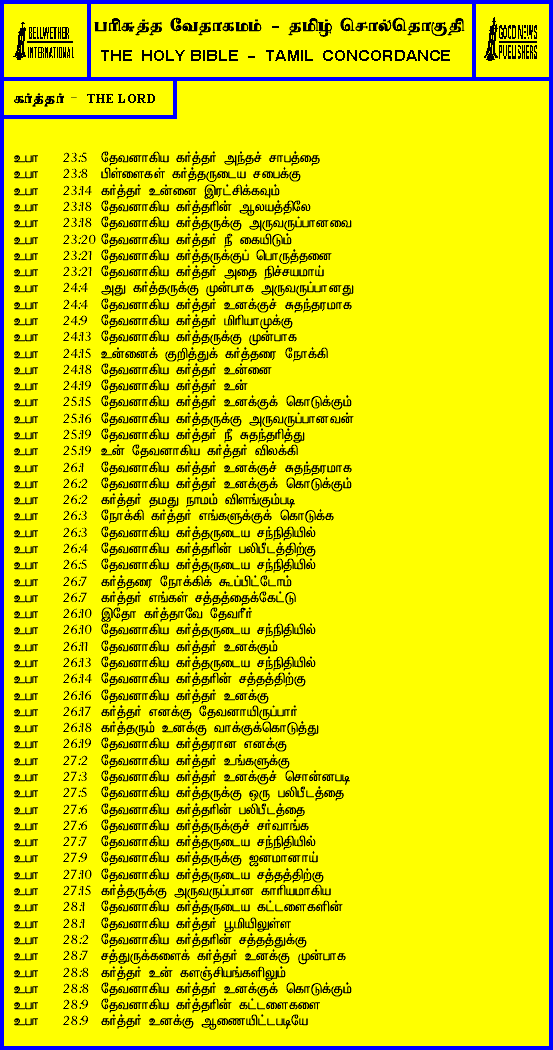 BELLWETHER
INTERNATIONAL
பரிசுத்த வேதாகமம் - தமிழ் சொல்தொகுதி
THE HOLY BIBLE - TAMIL CONCORDANCE
GOOD NEWS
PUBLISHERS
கர்த்தர் - THE LORD
உபா 23:5 தேவனாகிய கர்த்தர் அந்தச் சாபத்தை
உபா 23:8 பிள்ளைகள் கர்த்தருடைய சபைக்கு
உபா 23:14 கர்த்தர் உன்னை இரட்சிக்கவும்
உபா 23:18 தேவனாகிய கர்த்தரின் ஆலயத்திலே
உபா 23:18 தேவனாகிய கர்த்தருக்கு அருவருப்பானவை
உபா 23:20 தேவனாகிய கர்த்தர் நீ கையிடும்
உபா 23:21 தேவனாகிய கர்த்தருக்குப் பொருத்தனை
உபா 23:21 தேவனாகிய கர்த்தர் அதை நிச்சயமாய்
உபா 24:4 அது கர்த்தருக்கு முன்பாக அருவருப்பானது
உபா 24:4 தேவனாகிய கர்த்தர் உனக்குச் சுதந்தரமாக
உபா 24:9 தேவனாகிய கர்த்தர் மிரியாமுக்கு
உபா 24:13 தேவனாகிய கர்த்தருக்கு முன்பாக
உபா 24:15 உன்னைக் குறித்துக் கர்த்தரை நோக்கி
உபா 24:18 தேவனாகிய கர்த்தர் உன்னை
உபா 24:19 தேவனாகிய கர்த்தர் உன்
உபா 25:15 தேவனாகிய கர்த்தர் உனக்குக் கொடுக்கும்
உபா 25:16 தேவனாகிய கர்த்தருக்கு அருவருப்பானவன்
உபா 25:19 தேவனாகிய கர்த்தர் நீ சுதந்தரித்து
உபா 25:19 உன் தேவனாகிய கர்த்தர் விலக்கி
உபா 26:1 தேவனாகிய கர்த்தர் உனக்குச் சுதந்தரமாக
உபா 26:2 தேவனாகிய கர்த்தர் உனக்குக் கொடுக்கும்
உபா 26:2 கர்த்தர் தமது நாமம் விளங்கும்படி
உபா 26:3 நோக்கி கர்த்தர் எங்களுக்குக் கொடுக்க
உபா 26:3 தேவனாகிய கர்த்தருடைய சந்நிதியில்
உபா 26:4 தேவனாகிய கர்த்தரின் பலிபீடத்திற்கு
உபா 26:5 தேவனாகிய கர்த்தருடைய சந்நிதியில்
உபா 26:7 கர்த்தரை நோக்கிக் கூப்பிட்டோம்
உபா 26:7 கர்த்தர் எங்கள் சத்தத்தைக்கேட்டு
உபா 26:10 இதோ கர்த்தாவே தேவரீர்
உபா 26:10 தேவனாகிய கர்த்தருடைய சந்நிதியில்
உபா 26:11 தேவனாகிய கர்த்தர் உனக்கும்
உபா 26:13 தேவனாகிய கர்த்தருடைய சந்நிதியில்
உபா 26:14 தேவனாகிய கர்த்தரின் சத்தத்திற்கு
உபா 26:16 தேவனாகிய கர்த்தர் உனக்கு
உபா 26:17 கர்த்தர் எனக்கு தேவனாயிருப்பார்
உபா 26:18 கர்த்தரும் உனக்கு வாக்குக்கொடுத்து
உபா 26:19 தேவனாகிய கர்த்தரான எனக்கு
உபா 27:2 தேவனாகிய கர்த்தர் உங்களுக்கு
உபா 27:3 தேவனாகிய கர்த்தர் உனக்குச் சொன்னபடி
உபா 27:5 தேவனாகிய கர்த்தருக்கு ஒரு பலிபீடத்தை
உபா 27:6 தேவனாகிய கர்த்தரின் பலிபீடத்தை
உபா 27:6 தேவனாகிய கர்த்தருக்குச் சர்வாங்க
உபா 27:7 தேவனாகிய கர்த்தருடைய சந்நிதியில்
உபா 27:9 தேவனாகிய கர்த்தருக்கு ஜனமானாய்
உபா 27:10 தேவனாகிய கர்த்தருடைய சத்தத்திற்கு
உபா 27:15 கர்த்தருக்கு அருவருப்பான காரியமாகிய
உபா 28:1 தேவனாகிய கர்த்தருடைய கட்டளைகளின்
உபா 28:1 தேவனாகிய கர்த்தர் பூமியிலுள்ள
உபா 28:2 தேவனாகிய கர்த்தரின் சத்தத்துக்கு
உபா 28:7 சத்துருக்களைக் கர்த்தர் உனக்கு முன்பாக
உபா 28:8 கர்த்தர் உன் களஞ்சியங்களிலும்
உபா 28:8 தேவனாகிய கர்த்தர் உனக்குக் கொடுக்கும்
உபா 28:9 தேவனாகிய கர்த்தரின் கட்டளைகளை
உபா 28:9 கர்த்தர் உனக்கு ஆணையிட்டபடியே